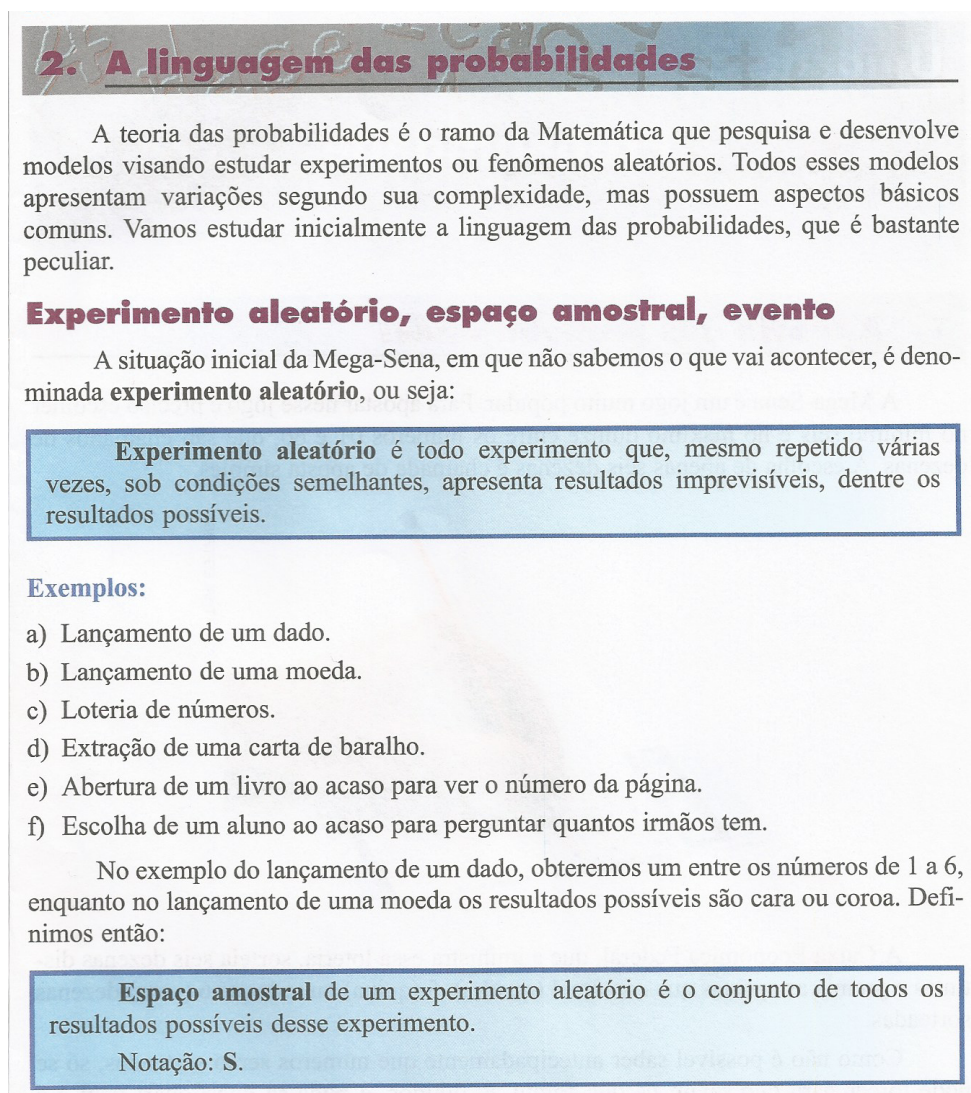 2. A linguagem das probabilidades
A teoria das probabilidades é o ramo da Matemática que pesquisa e desenvolve
modelos visando estudar experimentos ou fenômenos aleatórios. Todos esses modelos
apresentam variações segundo sua complexidade, mas possuem aspectos básicos
comuns. Vamos estudar inicialmente a linguagem das probabilidades, que é bastante
peculiar.
Experimento aleatório, espaço amostral, evento
A situação inicial da Mega-Sena, em que não sabemos o que vai acontecer, é deno-
minada experimento aleatório, ou seja:
Experimento aleatório é todo experimento que, mesmo repetido várias
vezes, sob condições semelhantes, apresenta resultados imprevisíveis, dentre os
resultados possíveis.
Exemplos:
a) Lançamento de um dado.
b) Lançamento de uma moeda.
c) Loteria de números.
d) Extração de uma carta de baralho.
e) Abertura de um livro ao acaso para ver o número da página.
f) Escolha de um aluno ao acaso para perguntar quantos irmãos tem.
No exemplo do lançamento de um dado, obteremos um entre os números de 1 a 6,
enquanto no lançamento de uma moeda os resultados possíveis são cara ou coroa. Defi-
nimos então:
Espaço amostral de um experimento aleatório é o conjunto de todos os
resultados possíveis desse experimento.
Notação: S.